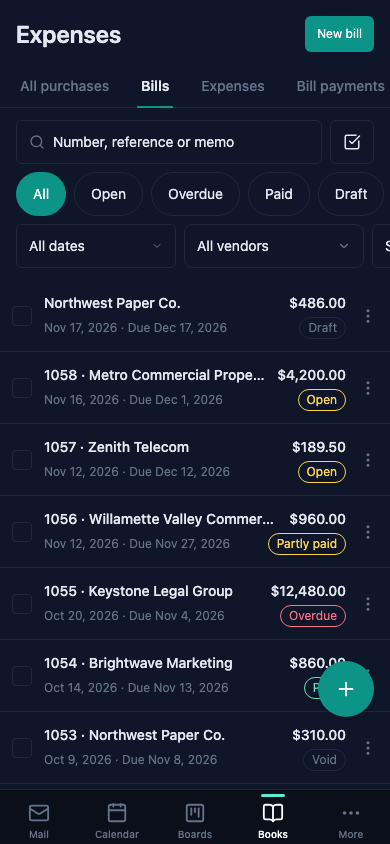 Expenses
New bill
All purchases Bills Expenses Bill payments
Number, reference or memo
All Open Overdue Paid Draft
All dates All vendors
Northwest Paper Co. $486.00
Nov 17, 2026 · Due Dec 17, 2026 Draft
1058 · Metro Commercial Prope... $4,200.00
Nov 16, 2026 · Due Dec 1, 2026 Open
1057 · Zenith Telecom $189.50
Nov 12, 2026 · Due Dec 12, 2026 Open
1056 · Willamette Valley Commer... $960.00
Nov 12, 2026 · Due Nov 27, 2026 Partly paid
1055 · Keystone Legal Group $12,480.00
Oct 20, 2026 · Due Nov 4, 2026 Overdue
1054 · Brightwave Marketing $860.00
Oct 14, 2026 · Due Nov 13, 2026
1053 · Northwest Paper Co. $310.00
Oct 9, 2026 · Due Nov 8, 2026 Void
Mail Calendar Boards Books More